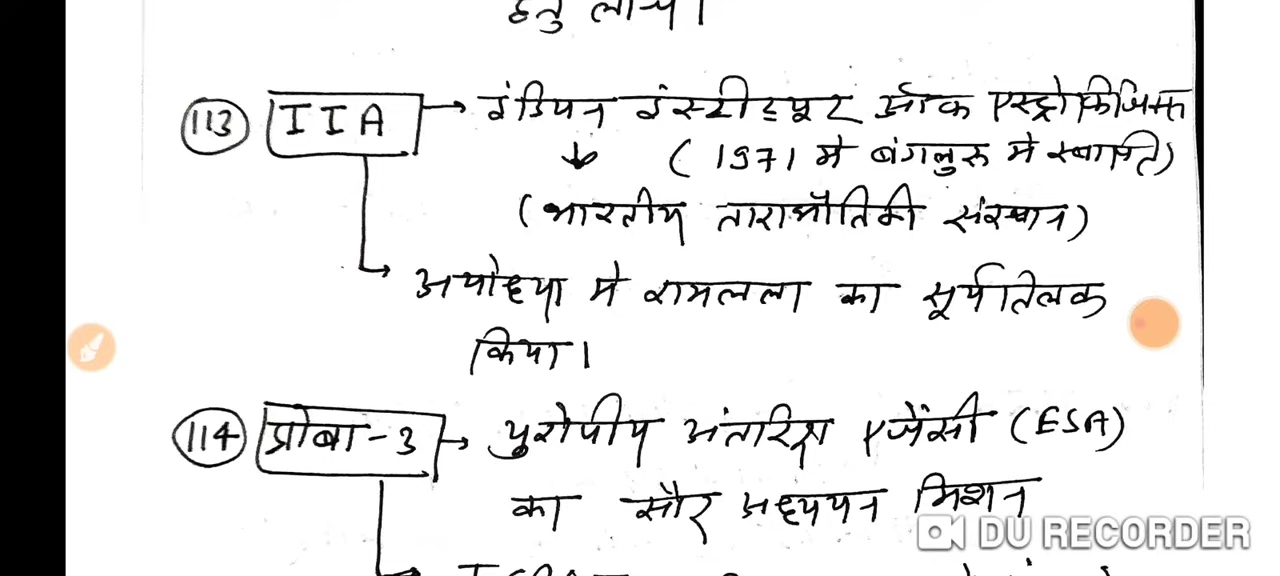 हेतु लांच।
113 IIA → इंडियन इंस्टीट्यूट ऑफ एस्ट्रोफिजिक्स
↓ (1971 मे बंगलुरु मे स्थापित)
(भारतीय ताराभौतिकी संस्थान)
→ अयोध्या मे रामलला का सूर्यतिलक
किया।
114 प्रोबा-3 → युरोपीय अंतरिक्ष एजेंसी (ESA)
का सौर अध्ययन मिशन
DU RECORDER